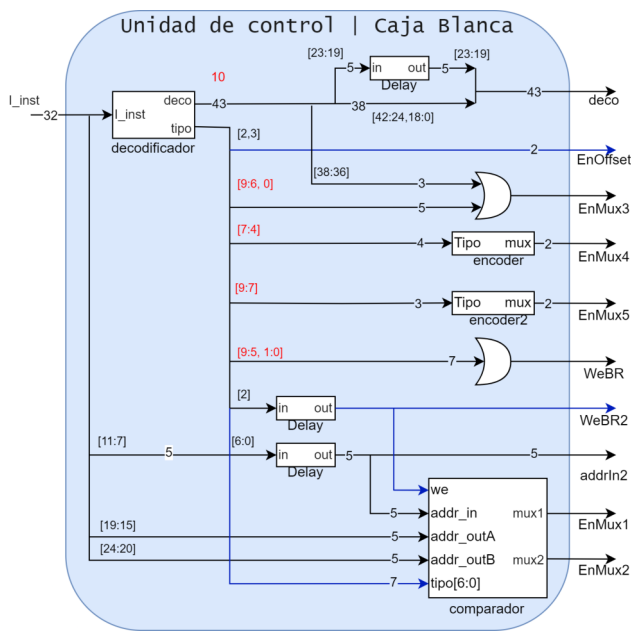 Unidad de control | Caja Blanca
[23:19]
[23:19]
in out
5
5
Delay
10
I_inst
32
I_inst
deco
tipo
decodificador
43
38
43
deco
[42:24,18:0]
[2,3]
2
EnOffset
[38:36]
3
[9:6, 0]
5
EnMux3
[7:4]
4
Tipo mux
2
encoder
EnMux4
[9:7]
3
Tipo mux
2
encoder2
EnMux5
[9:5, 1:0]
7
WeBR
[2]
in out
Delay
WeBR2
[11:7]
5
[6:0]
in out
5
Delay
5
addrIn2
we
5
addr_in
mux1
EnMux1
[19:15]
5
addr_outA
[24:20]
5
addr_outB
mux2
EnMux2
7
tipo[6:0]
comparador